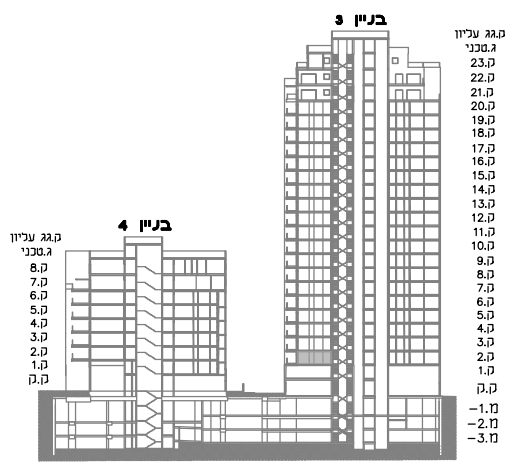 בניין 3
ק.גג עליון
ג.טכני
ק.23
ק.22
ק.21
ק.20
ק.19
ק.18
ק.17
ק.16
ק.15
ק.14
ק.13
ק.12
ק.11
ק.10
ק.9
ק.8
ק.7
ק.6
ק.5
ק.4
ק.3
ק.2
ק.1
ק.ק
מ.1-
מ.2-
מ.3-
בניין 4
ק.גג עליון
ג.טכני
ק.8
ק.7
ק.6
ק.5
ק.4
ק.3
ק.2
ק.1
ק.ק